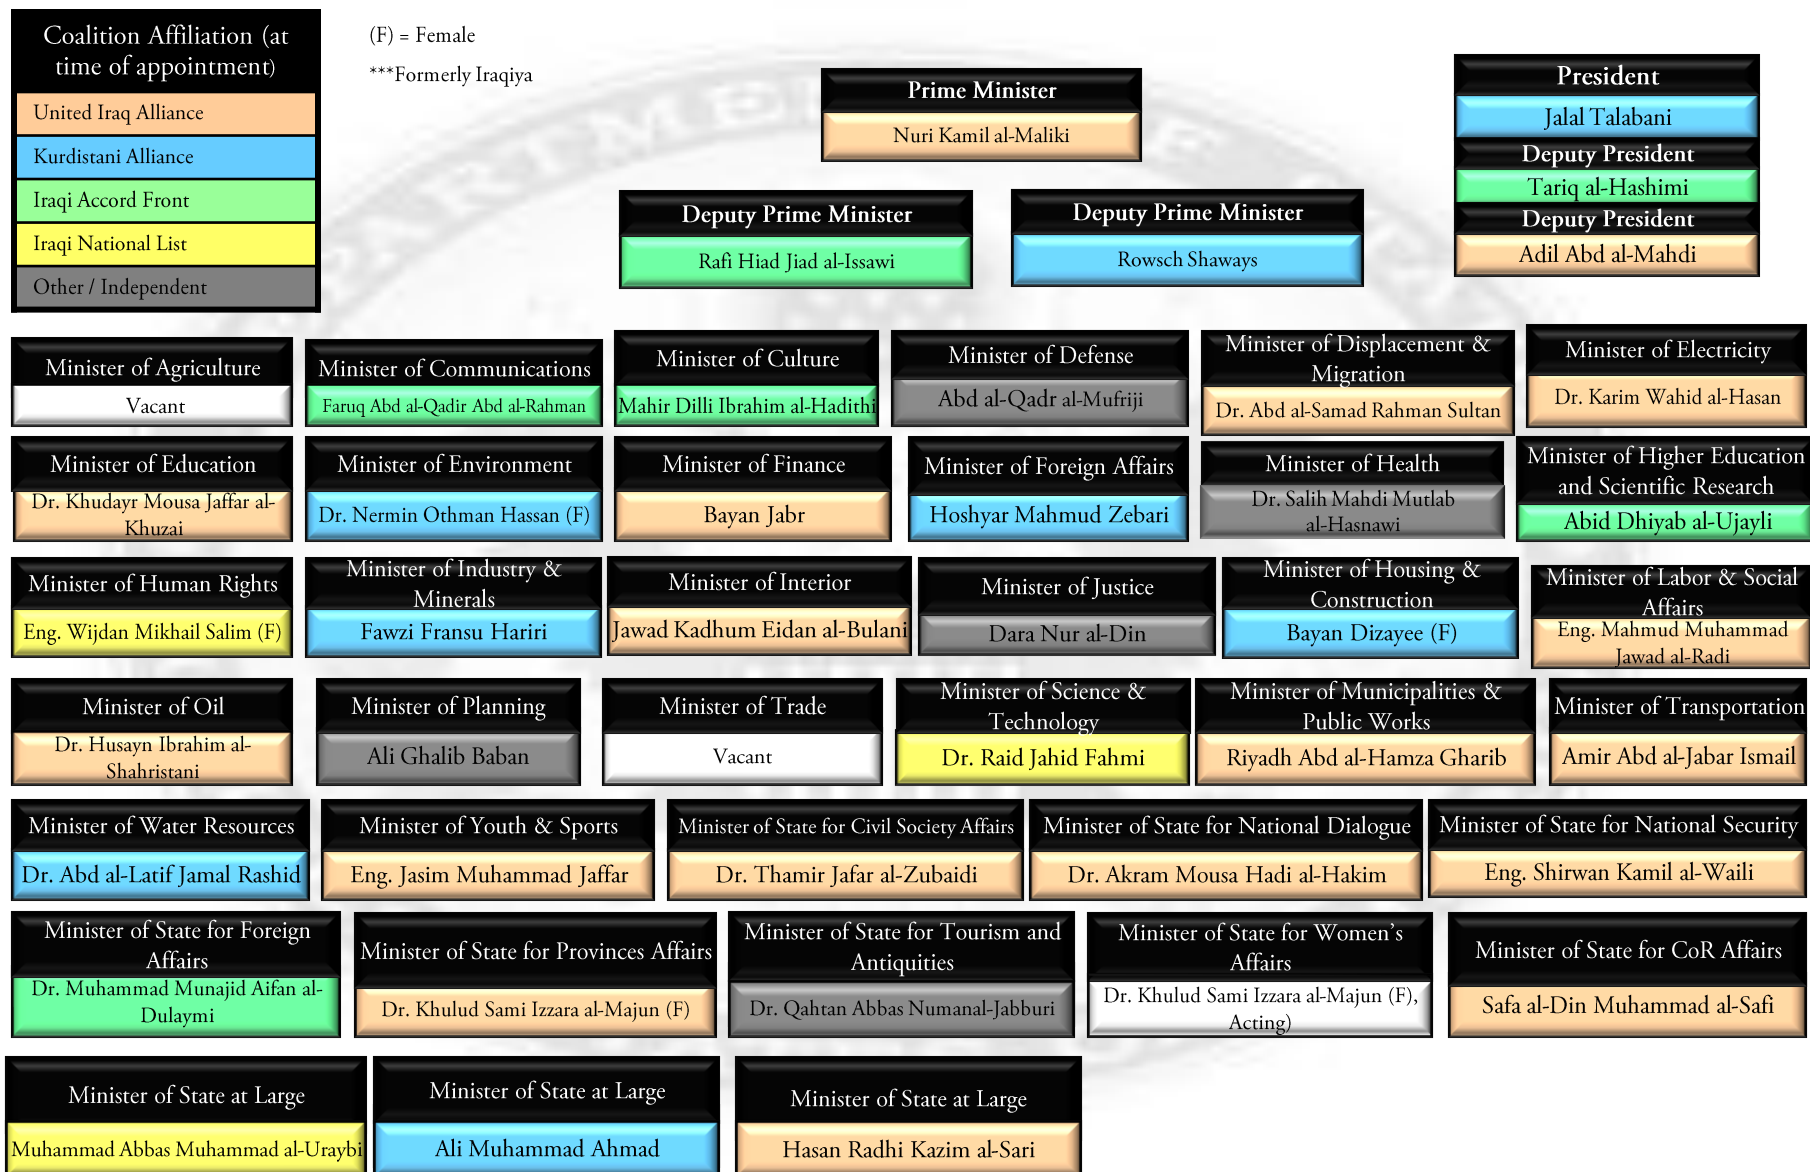 Coalition Affiliation (at
time of appointment)
United Iraq Alliance
Kurdistani Alliance
Iraqi Accord Front
Iraqi National List
Other / Independent
(F) = Female
***Formerly Iraqiya
Prime Minister
Nuri Kamil al-Maliki
President
Jalal Talabani
Deputy President
Tariq al-Hashimi
Deputy President
Adil Abd al-Mahdi
Deputy Prime Minister
Rafi Hiad Jiad al-Issawi
Deputy Prime Minister
Rowsch Shaways
Minister of Agriculture
Vacant
Minister of Communications
Faruq Abd al-Qadir Abd al-Rahman
Minister of Culture
Mahir Dilli Ibrahim al-Hadithi
Minister of Defense
Abd al-Qadr al-Mufriji
Minister of Displacement &
Migration
Dr. Abd al-Samad Rahman Sultan
Minister of Electricity
Dr. Karim Wahid al-Hasan
Minister of Education
Dr. Khudayr Mousa Jaffar al-
Khuzai
Minister of Environment
Dr. Nermin Othman Hassan (F)
Minister of Finance
Bayan Jabr
Minister of Foreign Affairs
Hoshyar Mahmud Zebari
Minister of Health
Dr. Salih Mahdi Mutlab
al-Hasnawi
Minister of Higher Education
and Scientific Research
Abid Dhiyab al-Ujayli
Minister of Human Rights
Eng. Wijdan Mikhail Salim (F)
Minister of Industry &
Minerals
Fawzi Fransu Hariri
Minister of Interior
Jawad Kadhum Eidan al-Bulani
Minister of Justice
Dara Nur al-Din
Minister of Housing &
Construction
Bayan Dizayee (F)
Minister of Labor & Social
Affairs
Eng. Mahmud Muhammad
Jawad al-Radi
Minister of Oil
Dr. Husayn Ibrahim al-
Shahristani
Minister of Planning
Ali Ghalib Baban
Minister of Trade
Vacant
Minister of Science &
Technology
Dr. Raid Jahid Fahmi
Minister of Municipalities &
Public Works
Riyadh Abd al-Hamza Gharib
Minister of Transportation
Amir Abd al-Jabar Ismail
Minister of Water Resources
Dr. Abd al-Latif Jamal Rashid
Minister of Youth & Sports
Eng. Jasim Muhammad Jaffar
Minister of State for Civil Society Affairs
Dr. Thamir Jafar al-Zubaidi
Minister of State for National Dialogue
Dr. Akram Mousa Hadi al-Hakim
Minister of State for National Security
Eng. Shirwan Kamil al-Waili
Minister of State for Foreign
Affairs
Dr. Muhammad Munajid Aifan al-
Dulaymi
Minister of State for Provinces Affairs
Dr. Khulud Sami Izzara al-Majun (F)
Minister of State for Tourism and
Antiquities
Dr. Qahtan Abbas Numanal-Jabburi
Minister of State for Women's
Affairs
Dr. Khulud Sami Izzara al-Majun (F),
Acting)
Minister of State for CoR Affairs
Safa al-Din Muhammad al-Safi
Minister of State at Large
Muhammad Abbas Muhammad al-Uraybi
Minister of State at Large
Ali Muhammad Ahmad
Minister of State at Large
Hasan Radhi Kazim al-Sari